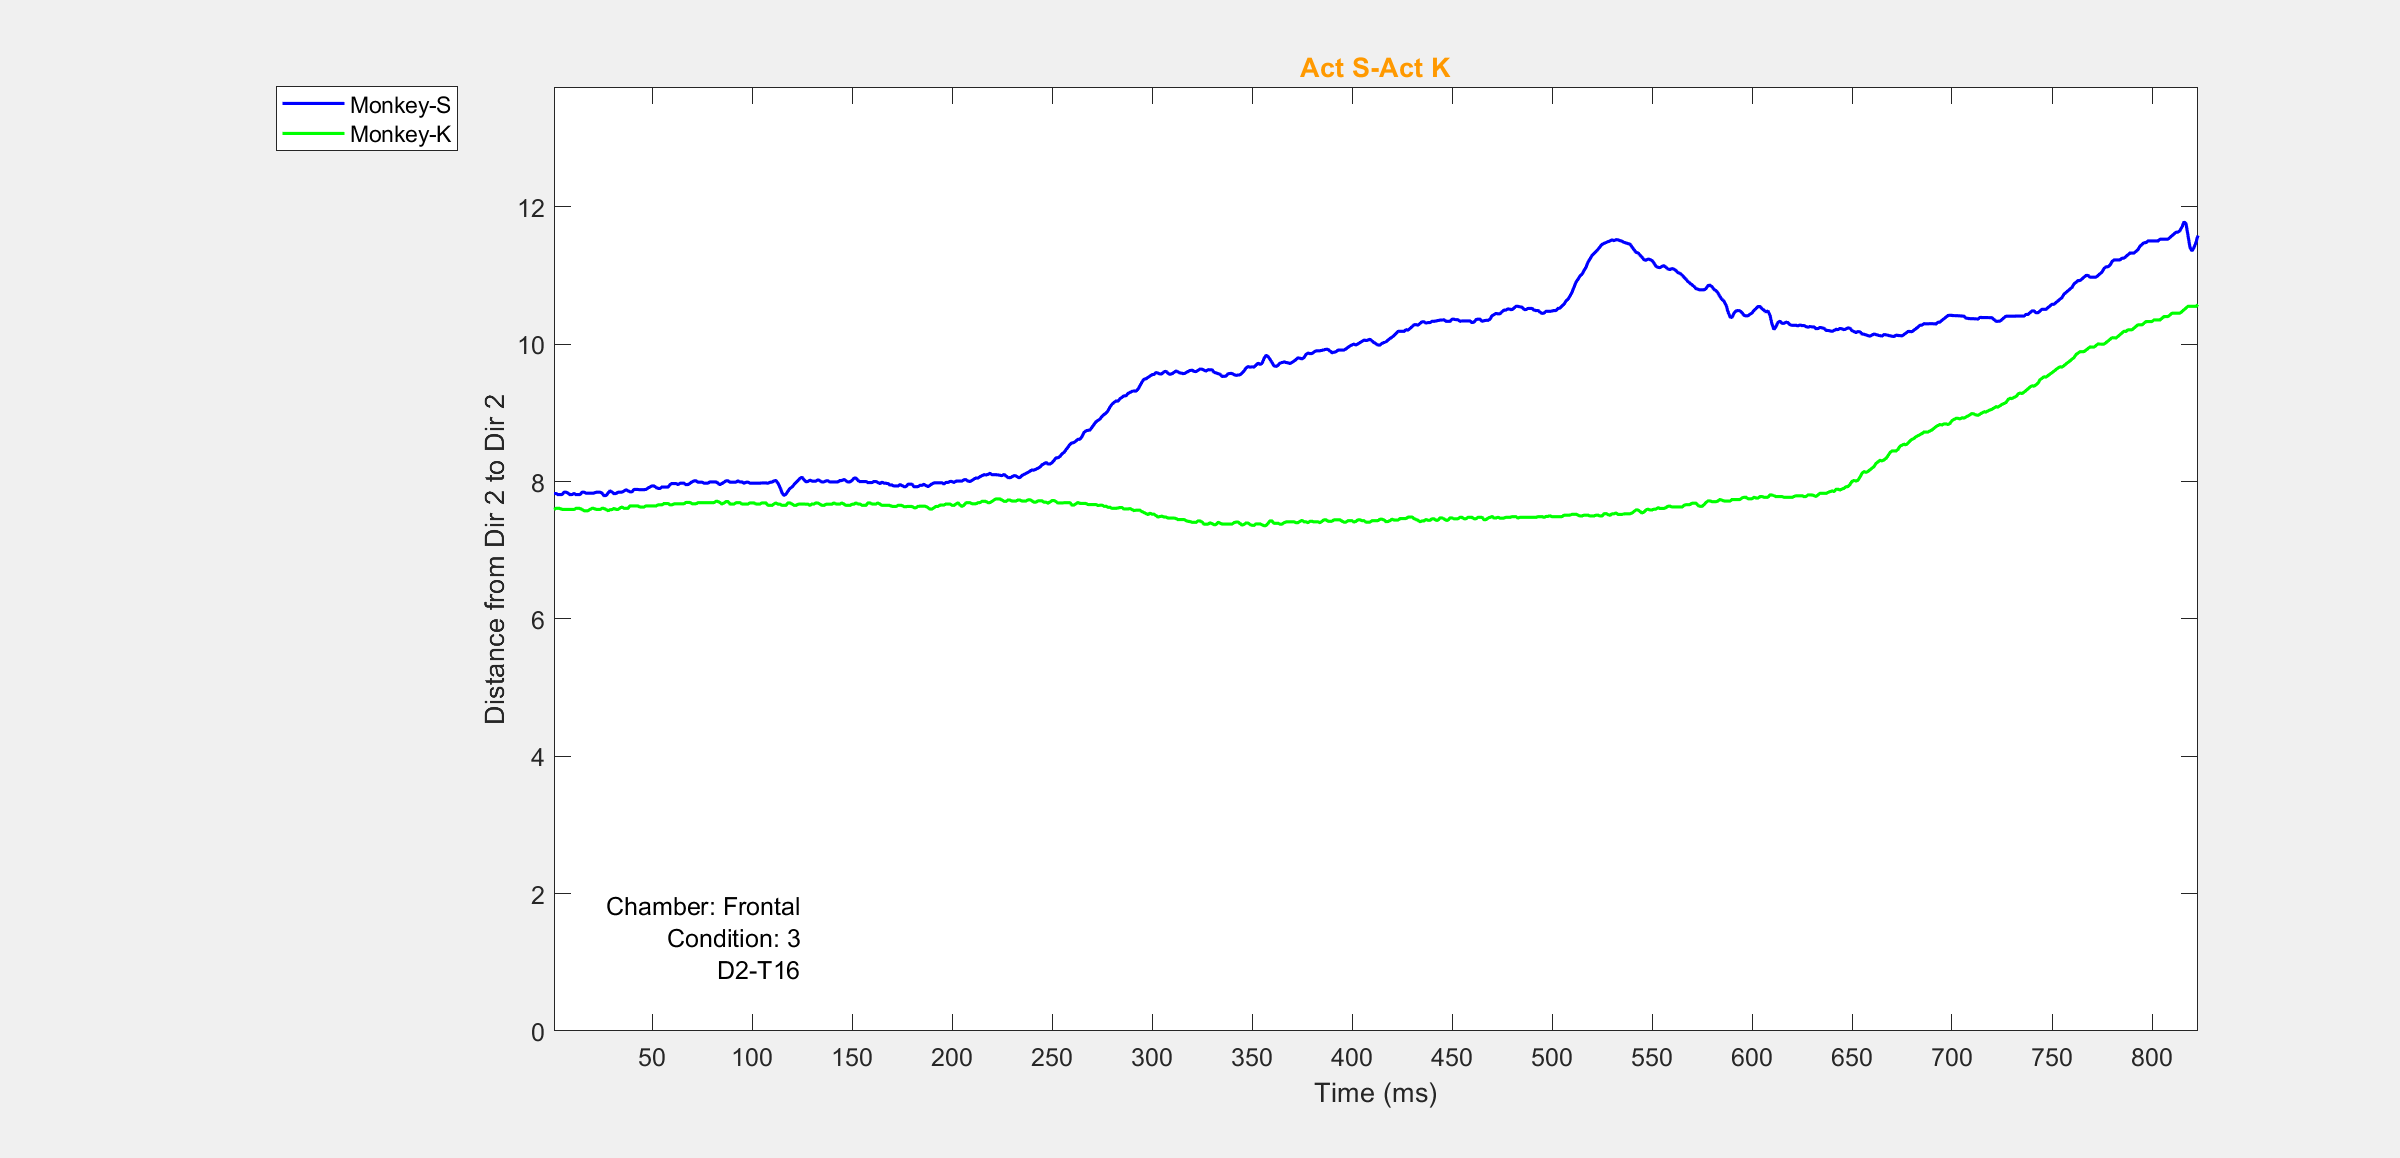 Act S-Act K
Monkey-S
Monkey-K
Distance from Dir 2 to Dir 2
12
10
8
6
4
2
0
Chamber: Frontal
Condition: 3
D2-T16
50 100 150 200 250 300 350 400 450 500 550 600 650 700 750 800
Time (ms)